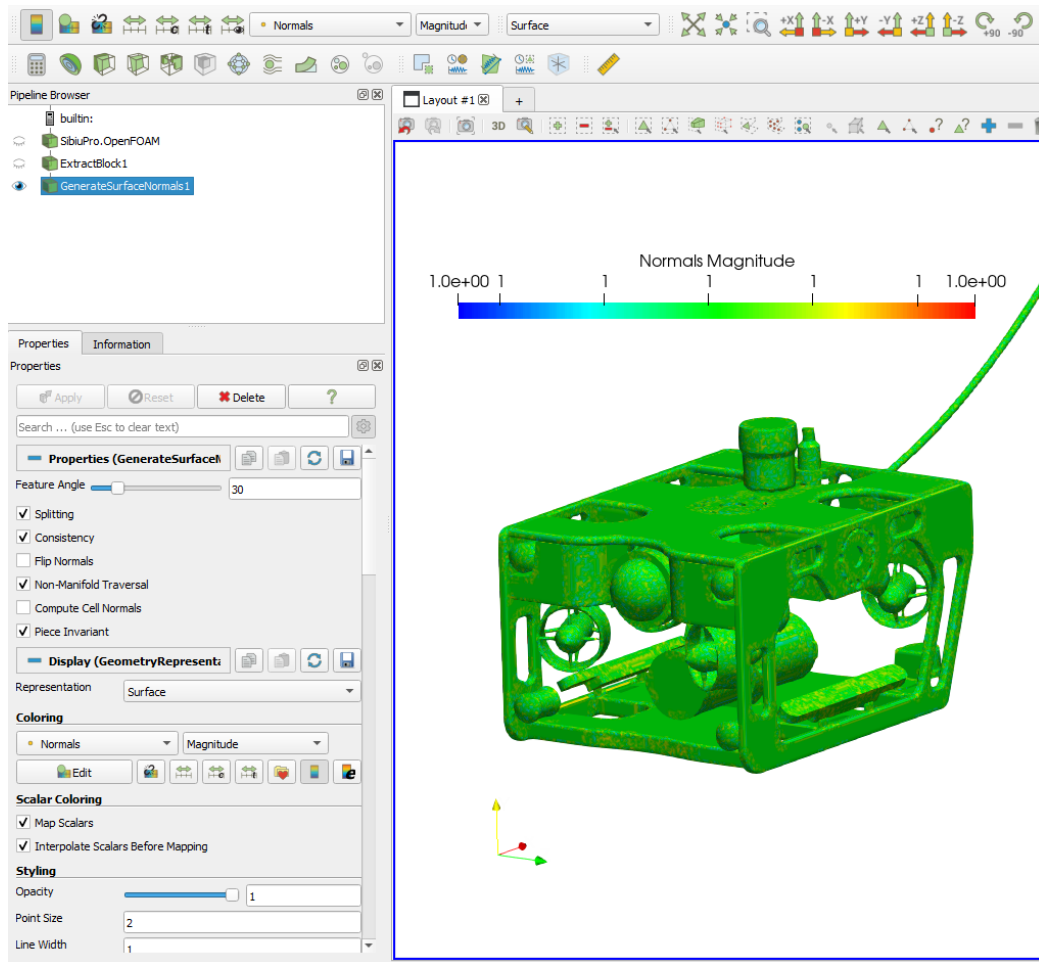 Normals Magnitude Surface
+X -X +Y -Y +Z -Z +90 -90
Pipeline Browser
Layout #1 +
builtin:
3D
SibiuPro.OpenFOAM
ExtractBlock1
GenerateSurfaceNormals1
Normals Magnitude
1.0e+00 1 1 1 1 1 1.0e+00
Properties Information
Properties
Apply Reset Delete ?
Search ... (use Esc to clear text)
Properties (GenerateSurfaceN
Feature Angle 30
Splitting
Consistency
Flip Normals
Non-Manifold Traversal
Compute Cell Normals
Piece Invariant
Display (GeometryRepresenta
Representation Surface
Coloring
Normals Magnitude
Edit
Scalar Coloring
Map Scalars
Interpolate Scalars Before Mapping
Styling
Opacity 1
Point Size 2
Line Width 1